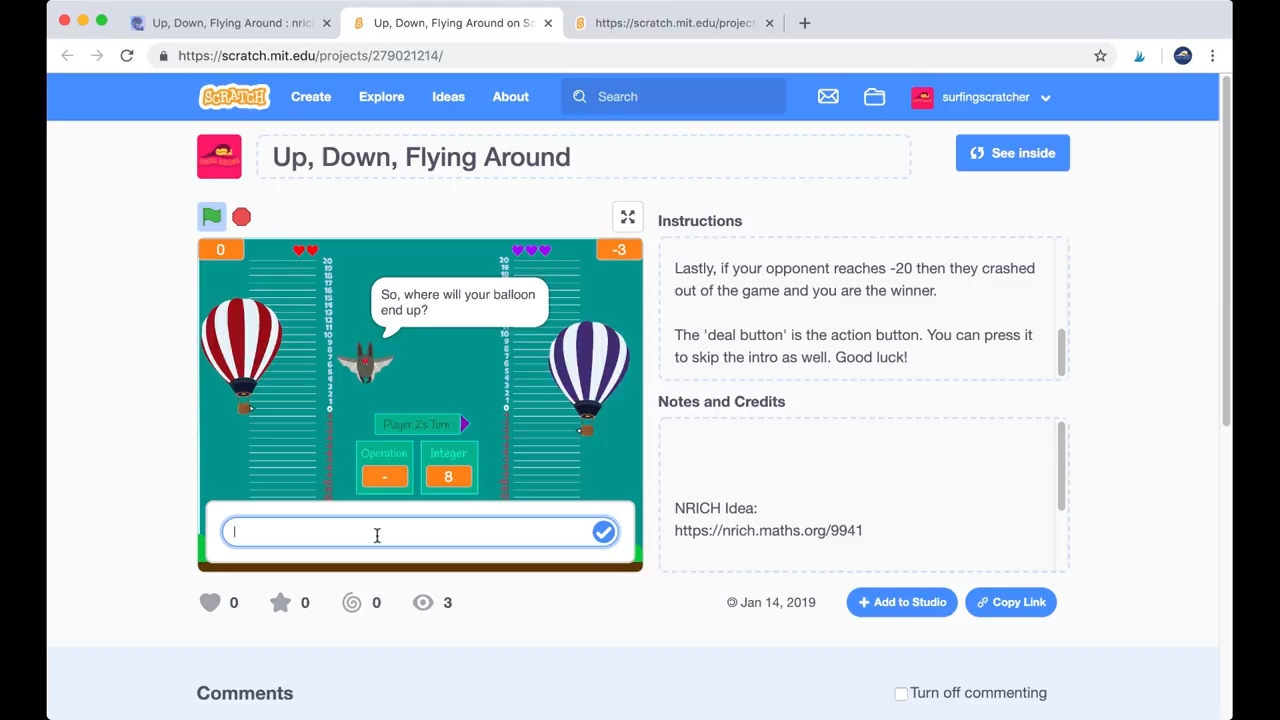 Up, Down, Flying Around : nric
Up, Down, Flying Around on Sc
https://scratch.mit.edu/project
https://scratch.mit.edu/projects/279021214/
SCRATCH
Create
Explore
Ideas
About
Search
surfingscratcher
Up, Down, Flying Around
See inside
Instructions
0
-3
So, where will your balloon
end up?
Lastly, if your opponent reaches -20 then they crashed
out of the game and you are the winner.
The 'deal button' is the action button. You can press it
to skip the intro as well. Good luck!
Notes and Credits
Player 2's Turn
Operation
Integer
-
8
NRICH Idea:
https://nrich.maths.org/9941
0
0
0
3
Jan 14, 2019
Add to Studio
Copy Link
Comments
Turn off commenting